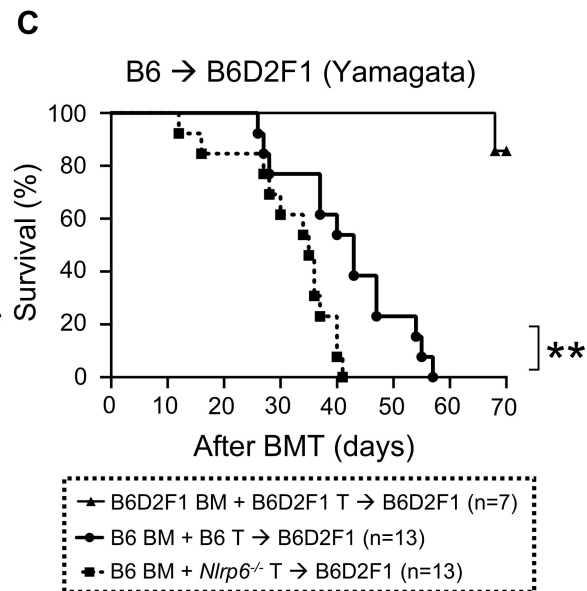 C
B6 → B6D2F1 (Yamagata)
100
80
60
40
20
0
Survival (%)
**
0 10 20 30 40 50 60 70
After BMT (days)
B6D2F1 BM + B6D2F1 T → B6D2F1 (n=7)
B6 BM + B6 T → B6D2F1 (n=13)
B6 BM + Nlrp6-/- T → B6D2F1 (n=13)